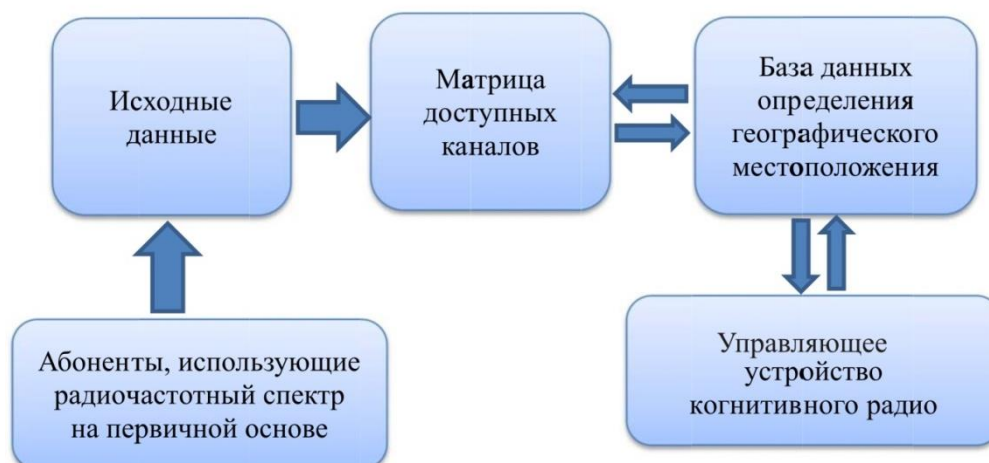 Исходные
данные
Матрица
доступных
каналов
База данных
определения
географического
местоположения
Абоненты, использующие
радиочастотный спектр
на первичной основе
Управляющее
устройство
когнитивного радио